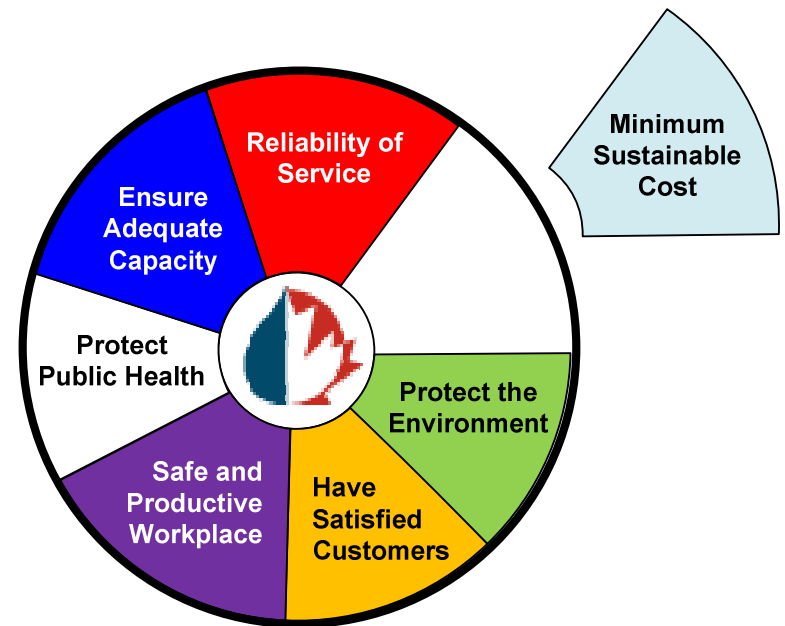 Minimum
Sustainable
Cost
Reliability of
Service
Ensure
Adequate
Capacity
Protect
Public Health
Protect the
Environment
Safe and
Productive
Workplace
Have
Satisfied
Customers